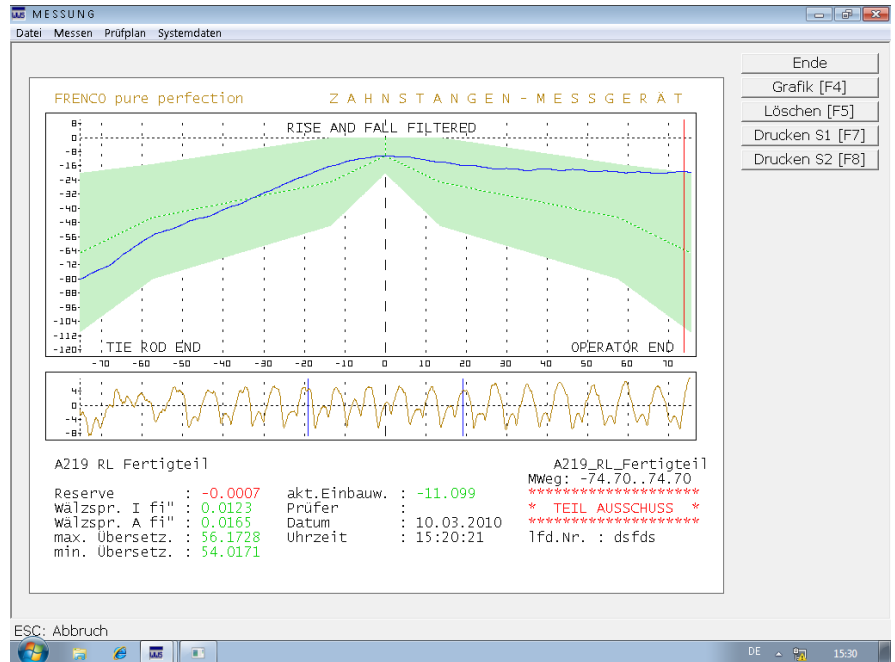 MESSUNG
Datei Messen Prüfplan Systemdaten
Ende
Grafik [F4]
Löschen [F5]
Drucken S1 [F7]
Drucken S2 [F8]
FRENCO pure perfection ZAHNSTANGEN-MESSGERÄT
RISE AND FALL FILTERED
8
0
-8
-16
-24
-32
-40
-48
-56
-64
-72
-80
-88
-96
-104
-112
-120
TIE ROD END OPERATOR END
-70 -60 -50 -40 -30 -20 -10 0 10 20 30 40 50 60 70
4
0
-4
-8
A219 RL Fertigteil A219_RL_Fertigteil
MWeg: -74.70..74.70
Reserve : -0.0007 akt.Einbauw. : -11.099 ********************
Wälzspr. I fi" : 0.0123 Prüfer : * TEIL AUSSCHUSS *
Wälzspr. A fi" : 0.0165 Datum : 10.03.2010 ********************
max. Übersetz. : 56.1728 Uhrzeit : 15:20:21 lfd.Nr. : dsfds
min. Übersetz. : 54.0171
ESC: Abbruch
DE 15:30